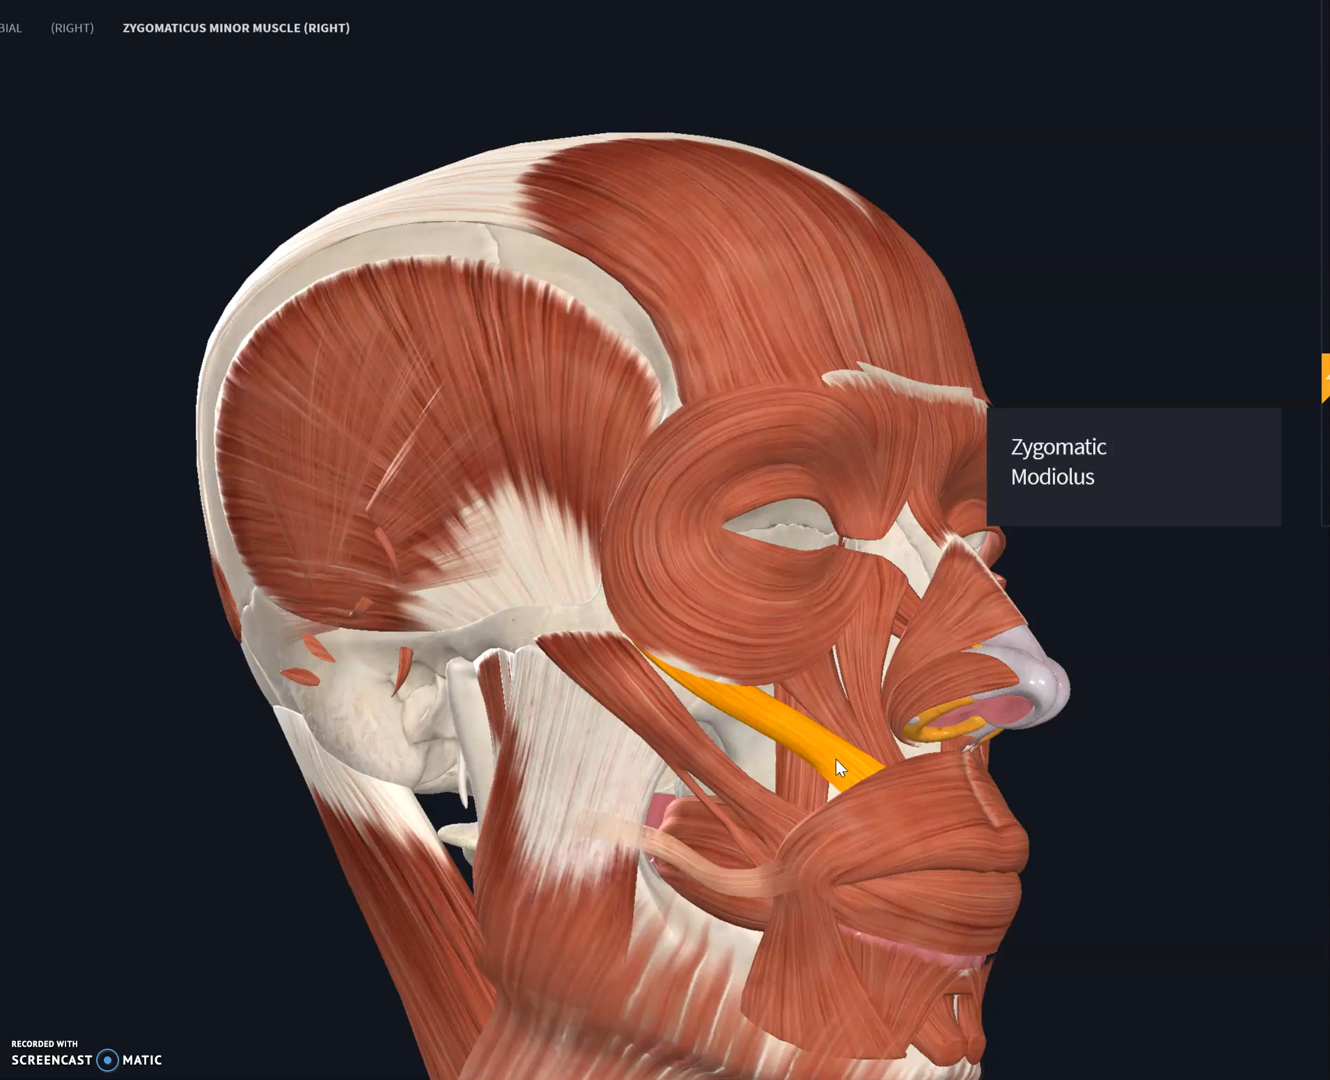 BIAL (RIGHT) ZYGOMATICUS MINOR MUSCLE (RIGHT)
Zygomatic
Modiolus
RECORDED WITH
SCREENCAST MATIC